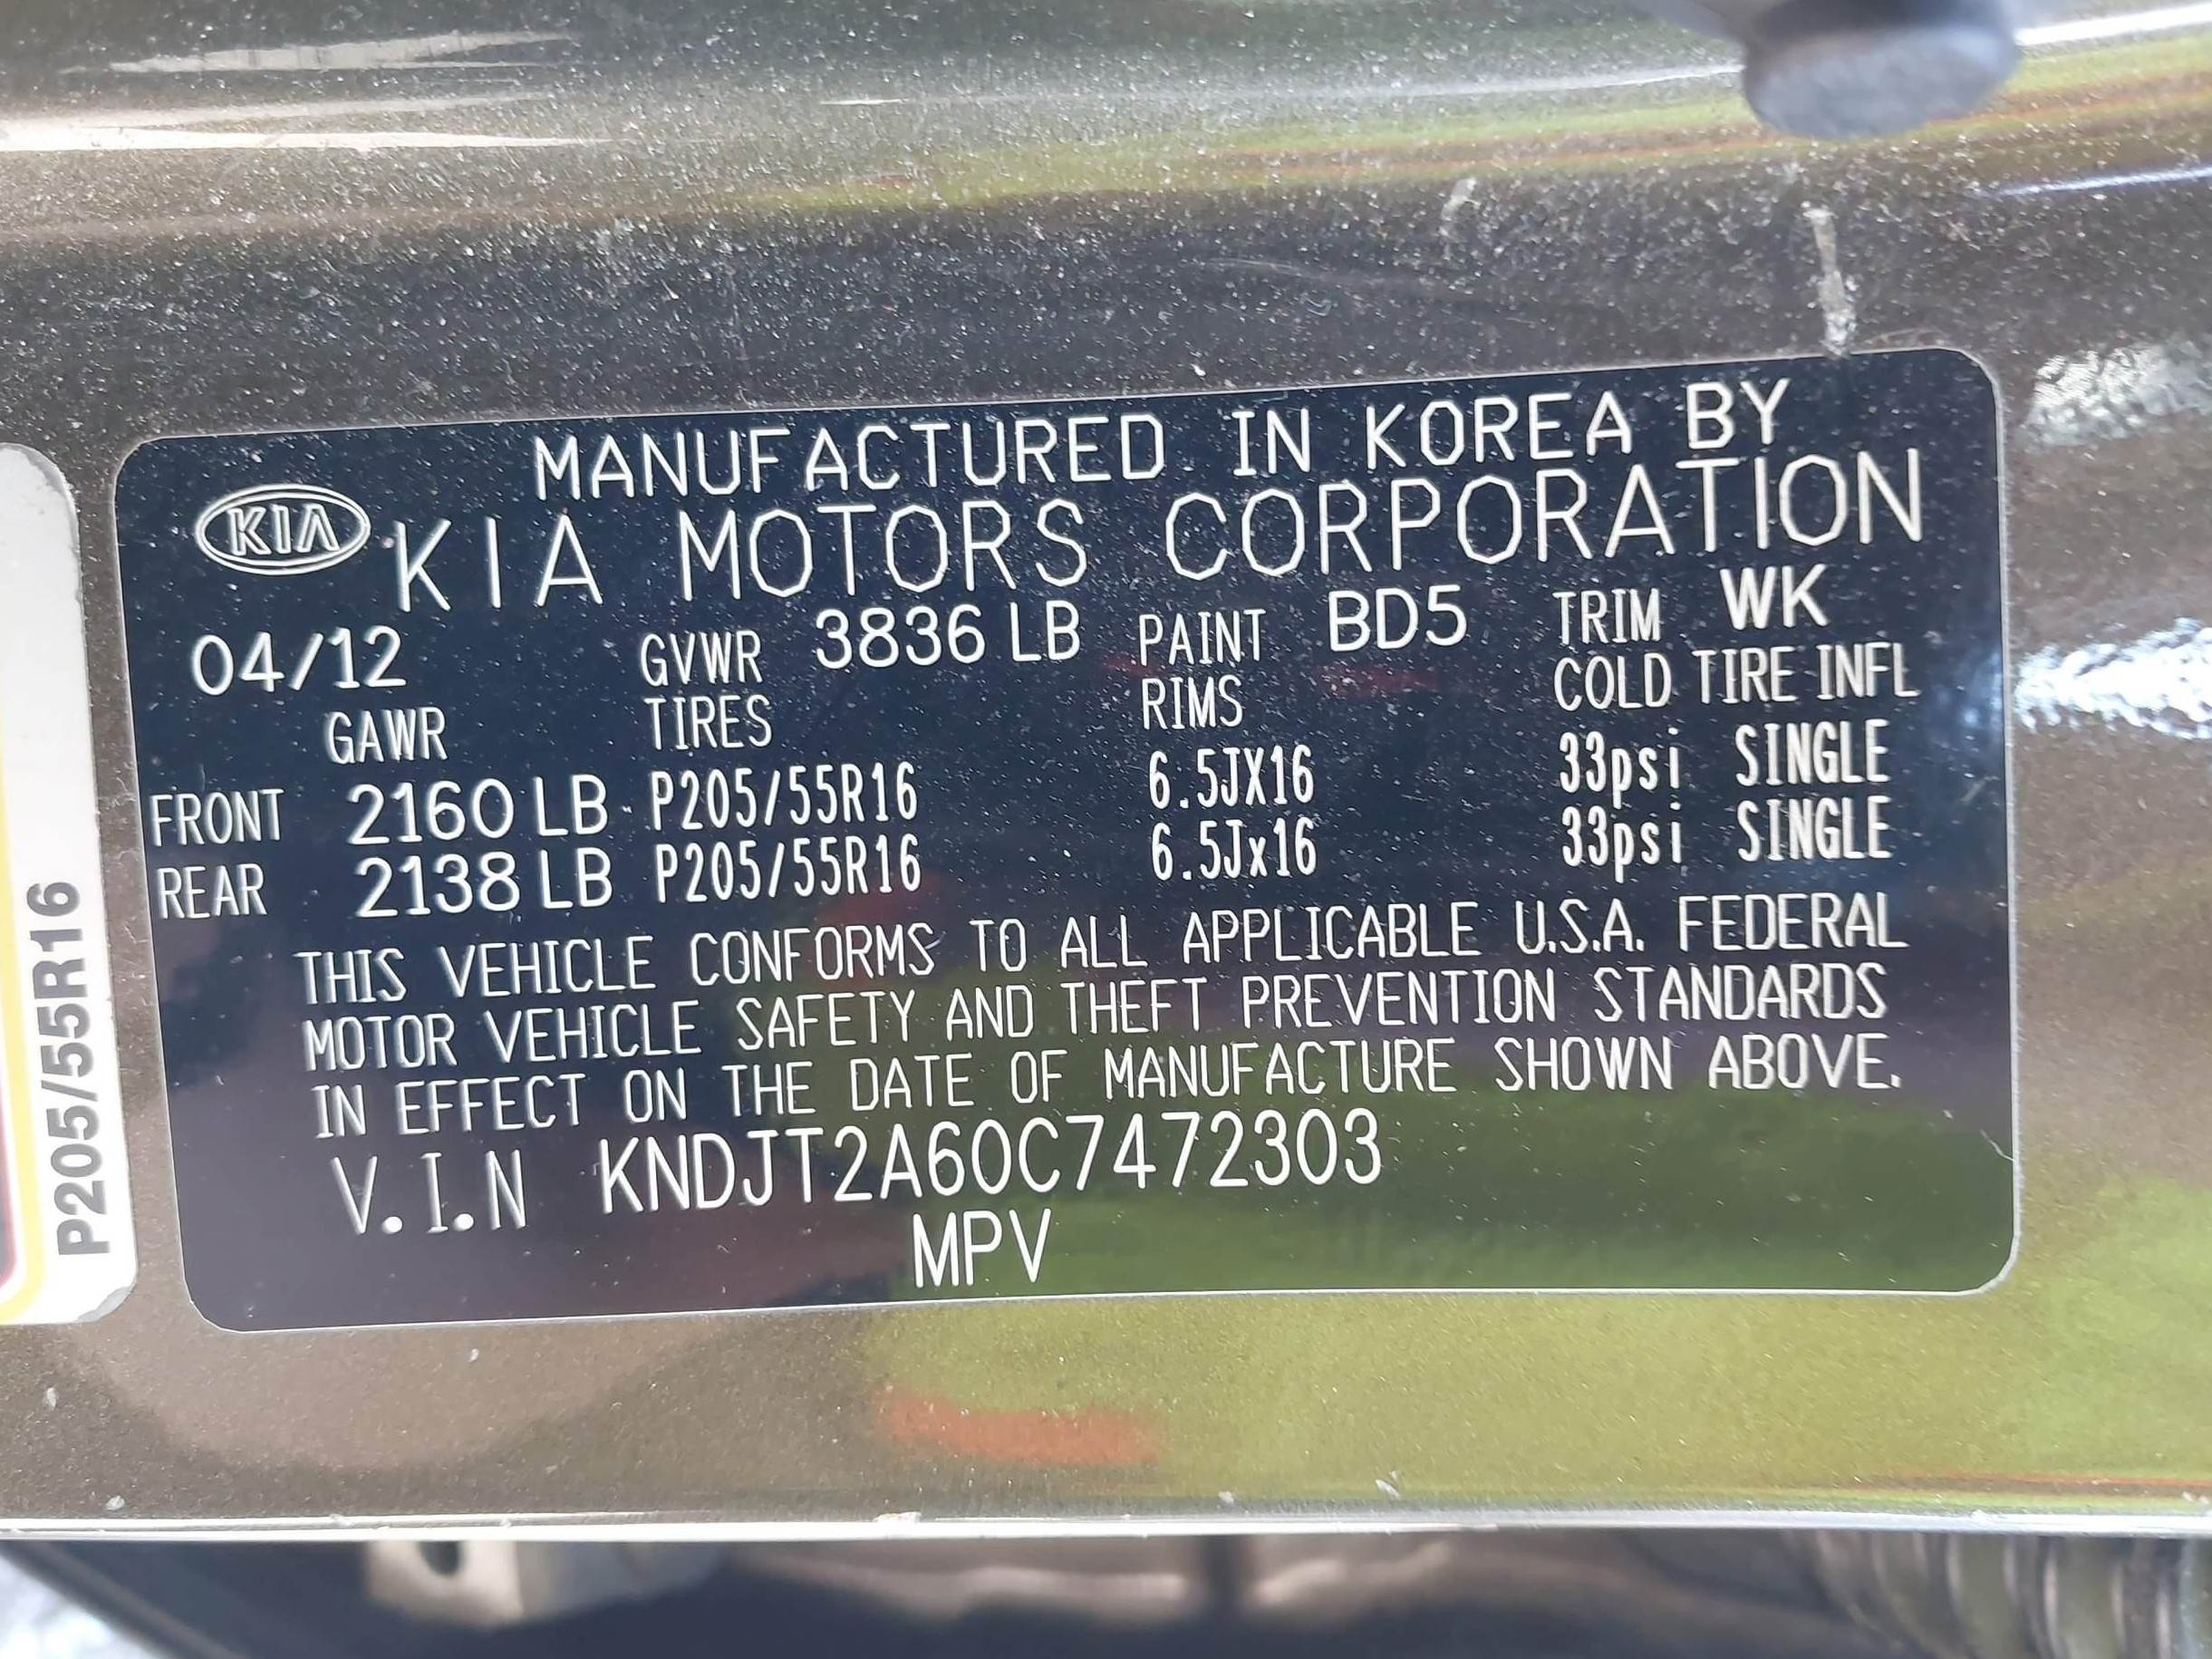 MANUFACTURED IN KOREA BY
KIA KIA MOTORS CORPORATION
04/12 GVWR 3836 LB PAINT BD5 TRIM WK
GAWR TIRES RIMS COLD TIRE INFL
FRONT 2160 LB P205/55R16 6.5JX16 33psi SINGLE
REAR 2138 LB P205/55R16 6.5Jx16 33psi SINGLE
THIS VEHICLE CONFORMS TO ALL APPLICABLE U.S.A. FEDERAL
MOTOR VEHICLE SAFETY AND THEFT PREVENTION STANDARDS
IN EFFECT ON THE DATE OF MANUFACTURE SHOWN ABOVE.
V.I.N KNDJT2A60C7472303
MPV
P205/55R16